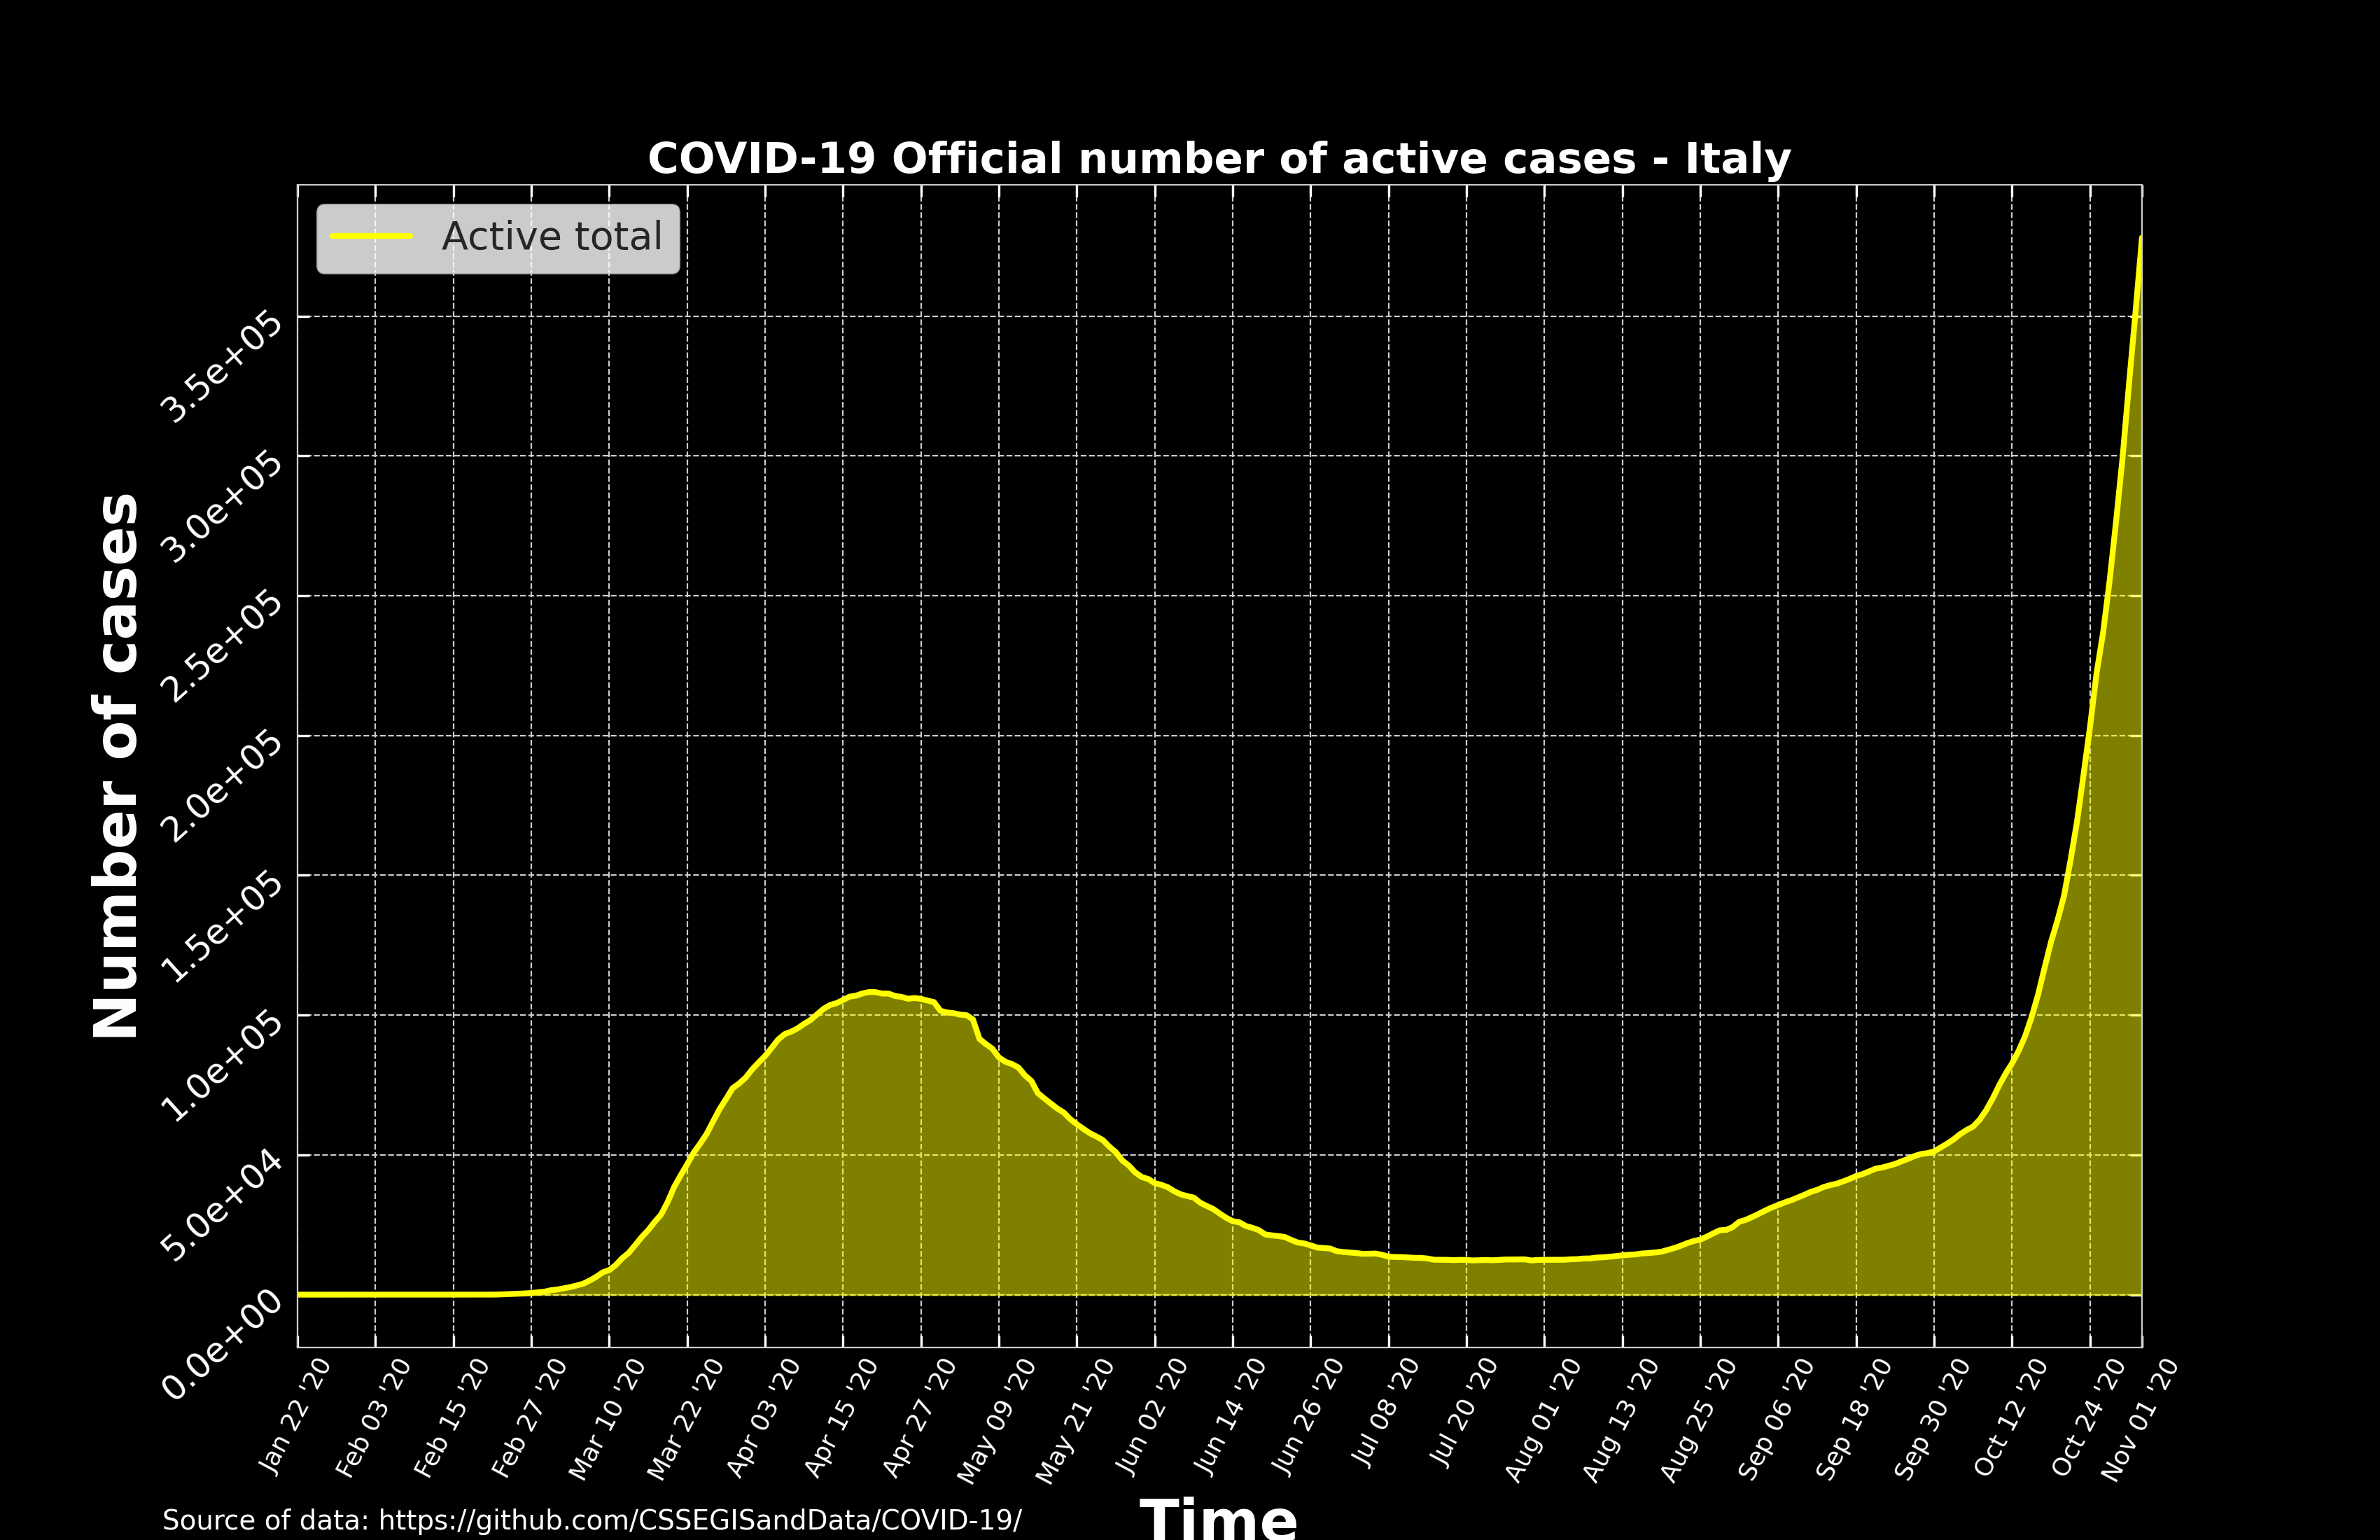 COVID-19 Official number of active cases - Italy
Active total
Number of cases
3.5e+05
3.0e+05
2.5e+05
2.0e+05
1.5e+05
1.0e+05
5.0e+04
0.0e+00
Jan 22 '20
Feb 03 '20
Feb 15 '20
Feb 27 '20
Mar 10 '20
Mar 22 '20
Apr 03 '20
Apr 15 '20
Apr 27 '20
May 09 '20
May 21 '20
Jun 02 '20
Jun 14 '20
Jun 26 '20
Jul 08 '20
Jul 20 '20
Aug 01 '20
Aug 13 '20
Aug 25 '20
Sep 06 '20
Sep 18 '20
Sep 30 '20
Oct 12 '20
Oct 24 '20
Nov 01 '20
Time
Source of data: https://github.com/CSSEGISandData/COVID-19/